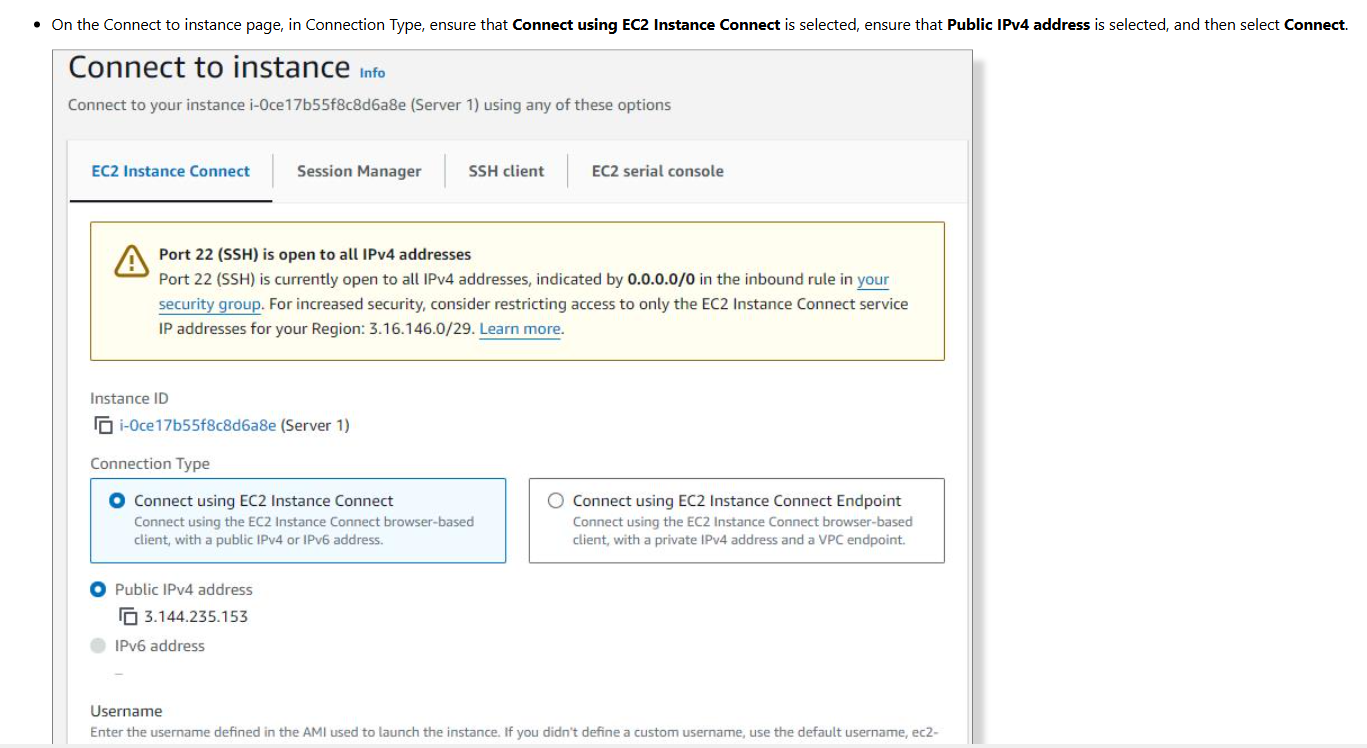 On the Connect to instance page, in Connection Type, ensure that Connect using EC2 Instance Connect is selected, ensure that Public IPv4 address is selected, and then select Connect.
Connect to instance Info
Connect to your instance i-0ce17b55f8c8d6a8e (Server 1) using any of these options
EC2 Instance Connect
Session Manager
SSH client
EC2 serial console
Port 22 (SSH) is open to all IPv4 addresses
Port 22 (SSH) is currently open to all IPv4 addresses, indicated by 0.0.0.0/0 in the inbound rule in your
security group. For increased security, consider restricting access to only the EC2 Instance Connect service
IP addresses for your Region: 3.16.146.0/29. Learn more.
Instance ID
i-0ce17b55f8c8d6a8e (Server 1)
Connection Type
Connect using EC2 Instance Connect
Connect using the EC2 Instance Connect browser-based
client, with a public IPv4 or IPv6 address.
Connect using EC2 Instance Connect Endpoint
Connect using the EC2 Instance Connect browser-based
client, with a private IPv4 address and a VPC endpoint.
Public IPv4 address
3.144.235.153
IPv6 address
–
Username
Enter the username defined in the AMI used to launch the instance. If you didn't define a custom username, use the default username, ec2-